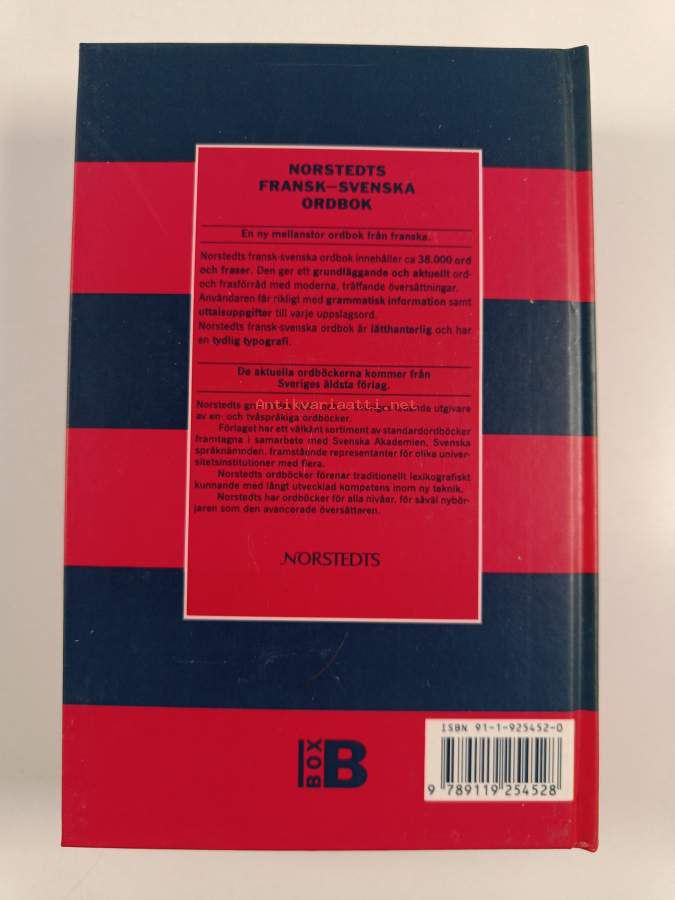 NORSTEDTS
FRANSK–SVENSKA
ORDBOK
En ny mellanstor ordbok från franska.
Norstedts fransk-svenska ordbok innehåller ca 38.000 ord
och fraser. Den ger ett grundläggande och aktuellt ord-
och frasförråd med moderna, träffande översättningar.
Användaren får rikligt med grammatisk information samt
uttalsuppgifter till varje uppslagsord.
Norstedts fransk-svenska ordbok är lätthanterlig och har
en tydlig typografi.
De aktuella ordböckerna kommer från
Sveriges äldsta förlag.
Antikvariaatti.net
Norstedts utgivare
av en- och tvåspråkiga ordböcker.
Förlaget har ett välkänt sortiment av standardordböcker
framtagna i samarbete med Svenska Akademien, Svenska
språknämnden, framstående representanter för olika univer-
sitetsinstitutioner med flera.
Norstedts ordböcker förenar traditionellt lexikografiskt
kunnande med långt utvecklad kompetens inom ny teknik.
Norstedts har ordböcker för alla nivåer, för såväl nybör-
jaren som den avancerade översättaren.
NORSTEDTS
BOX B
ISBN 91-1-925452-0
9 789119 254528